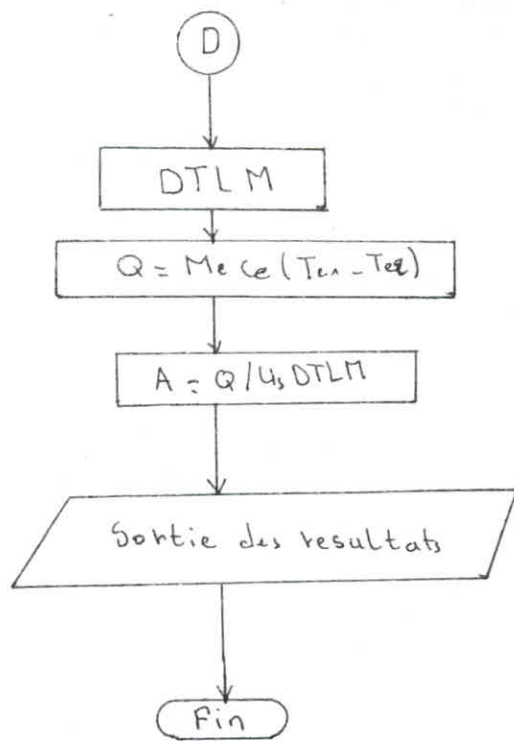 D
DTLM
Q = Me Ce (Te1 - Te2)
A = Q / Us DTLM
Sortie des resultats
Fin